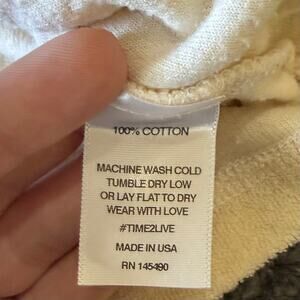 100% COTTON
MACHINE WASH COLD
TUMBLE DRY LOW
OR LAY FLAT TO DRY
WEAR WITH LOVE
#TIME2LIVE
MADE IN USA
RN 145490